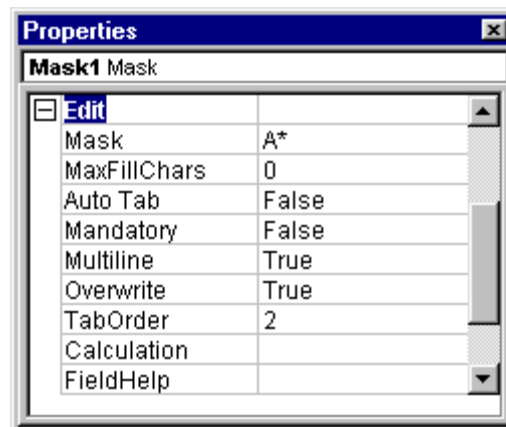 Properties
Mask1 Mask
Edit
Mask A*
MaxFillChars 0
Auto Tab False
Mandatory False
Multiline True
Overwrite True
TabOrder 2
Calculation
FieldHelp